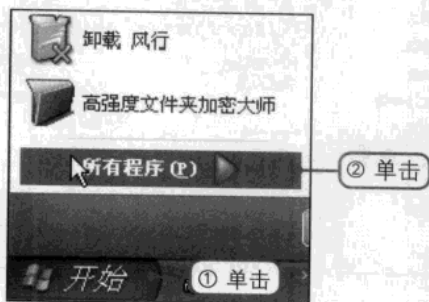 卸载 风行
高强度文件夹加密大师
所有程序(P)
② 单击
开始
① 单击